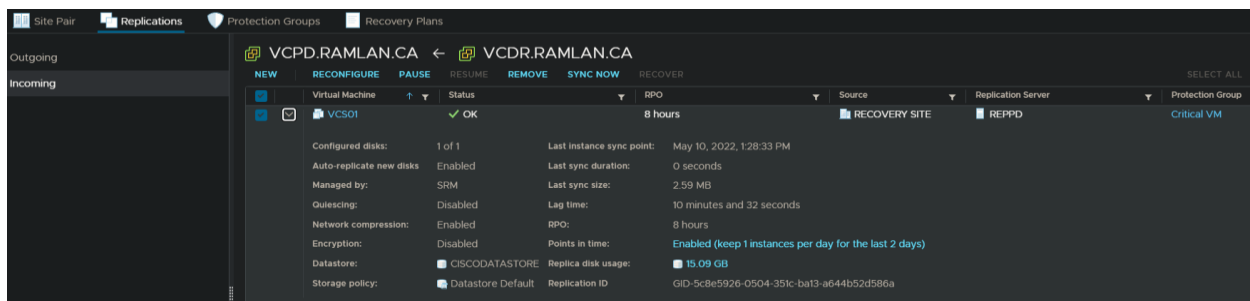 Site Pair Replications Protection Groups Recovery Plans
Outgoing
Incoming
VCPD.RAMLAN.CA ← VCDR.RAMLAN.CA
NEW RECONFIGURE PAUSE RESUME REMOVE SYNC NOW RECOVER SELECT ALL
Virtual Machine ↑ Status RPO Source Replication Server Protection Group
VCS01 OK 8 hours RECOVERY SITE REPPD Critical VM
Configured disks: 1 of 1 Last instance sync point: May 10, 2022, 1:28:33 PM
Auto-replicate new disks Enabled Last sync duration: 0 seconds
Managed by: SRM Last sync size: 2.59 MB
Quiescing: Disabled Lag time: 10 minutes and 32 seconds
Network compression: Enabled RPO: 8 hours
Encryption: Disabled Points in time: Enabled (keep 1 instances per day for the last 2 days)
Datastore: CISCODATASTORE Replica disk usage: 15.09 GB
Storage policy: Datastore Default Replication ID GID-5c8e5926-0504-351c-ba13-a644b52d586a